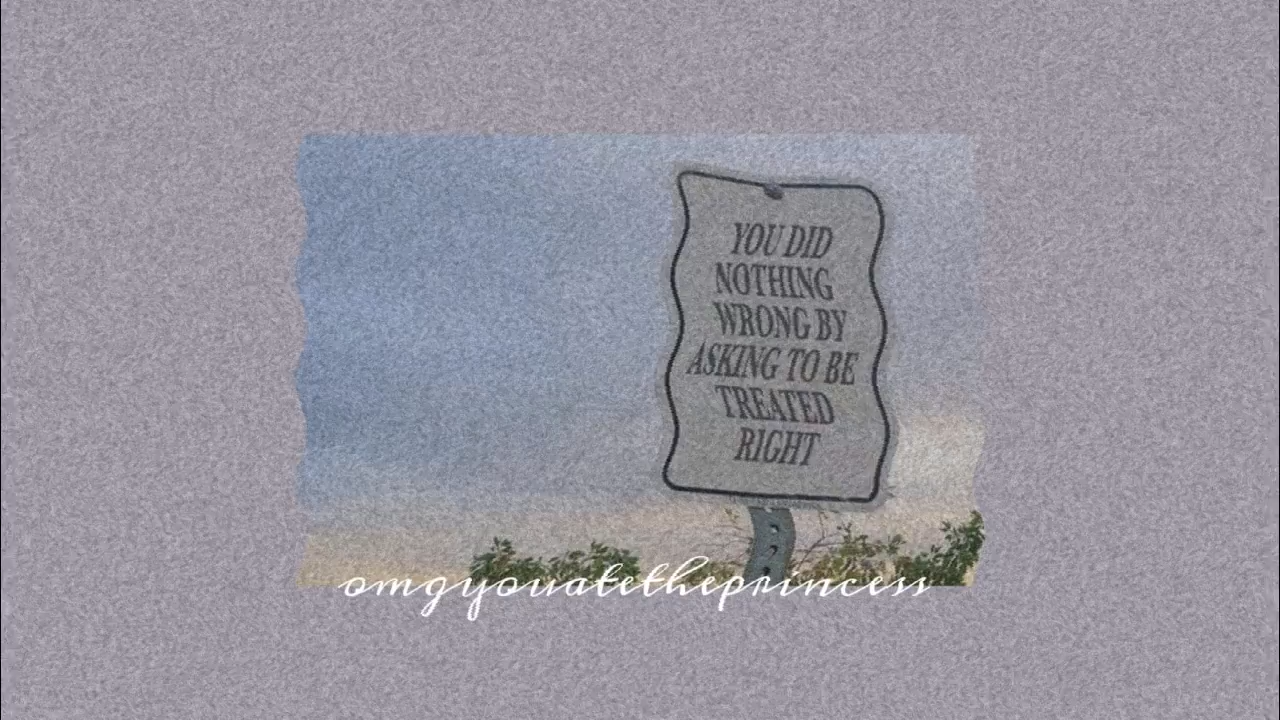 YOU DID
NOTHING
WRONG BY
ASKING TO BE
TREATED
RIGHT
omgyouatetheprincess